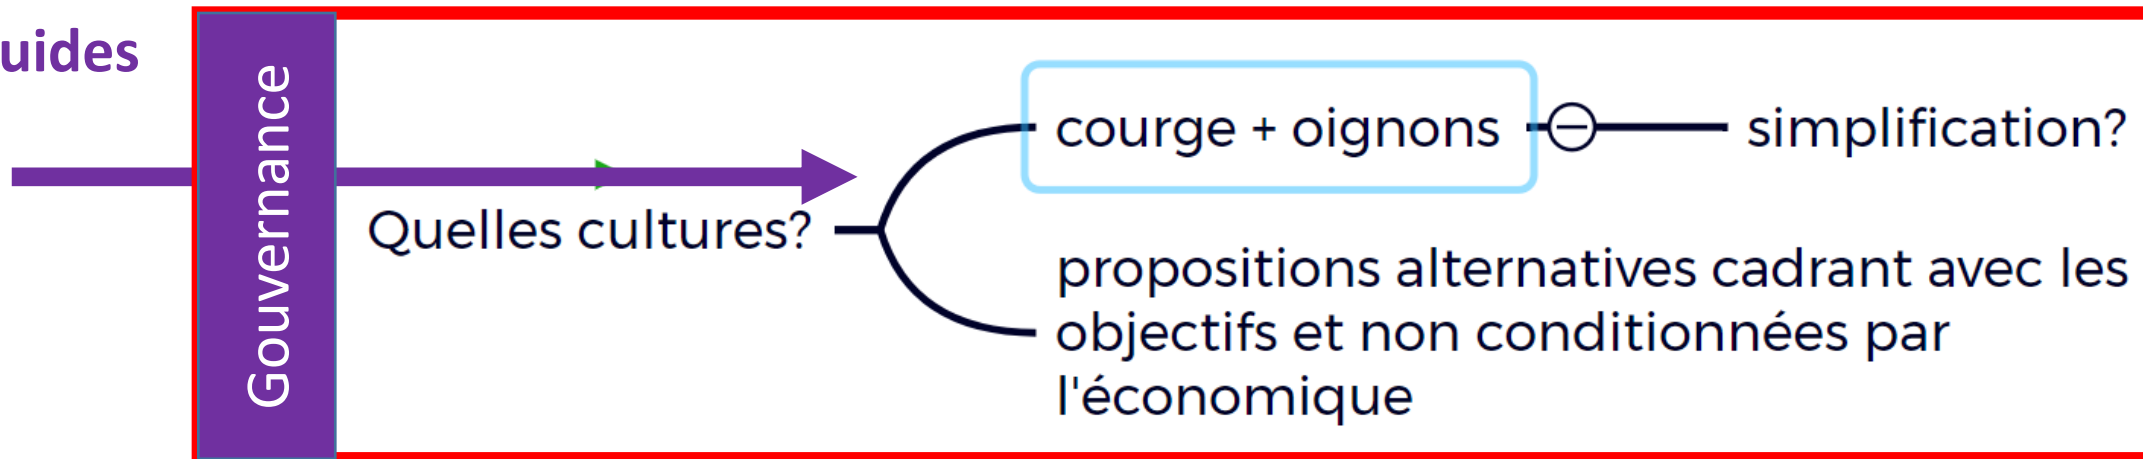 uides
Gouvernance
Quelles cultures?
courge + oignons
simplification?
propositions alternatives cadrant avec les
objectifs et non conditionnées par
l'économique